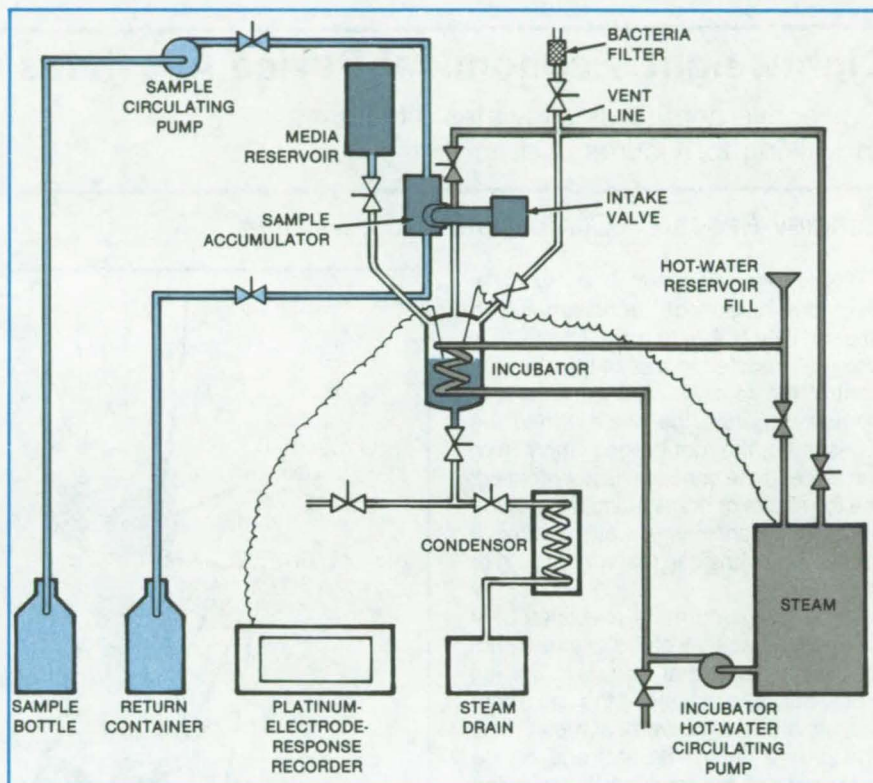 BACTERIA
FILTER
SAMPLE
CIRCULATING
PUMP
VENT
LINE
MEDIA
RESERVOIR
INTAKE
VALVE
SAMPLE
ACCUMULATOR
HOT-WATER
RESERVOIR
FILL
INCUBATOR
CONDENSOR
STEAM
SAMPLE
BOTTLE
RETURN
CONTAINER
PLATINUM-
ELECTRODE-
RESPONSE
RECORDER
STEAM
DRAIN
INCUBATOR
HOT-WATER
CIRCULATING
PUMP